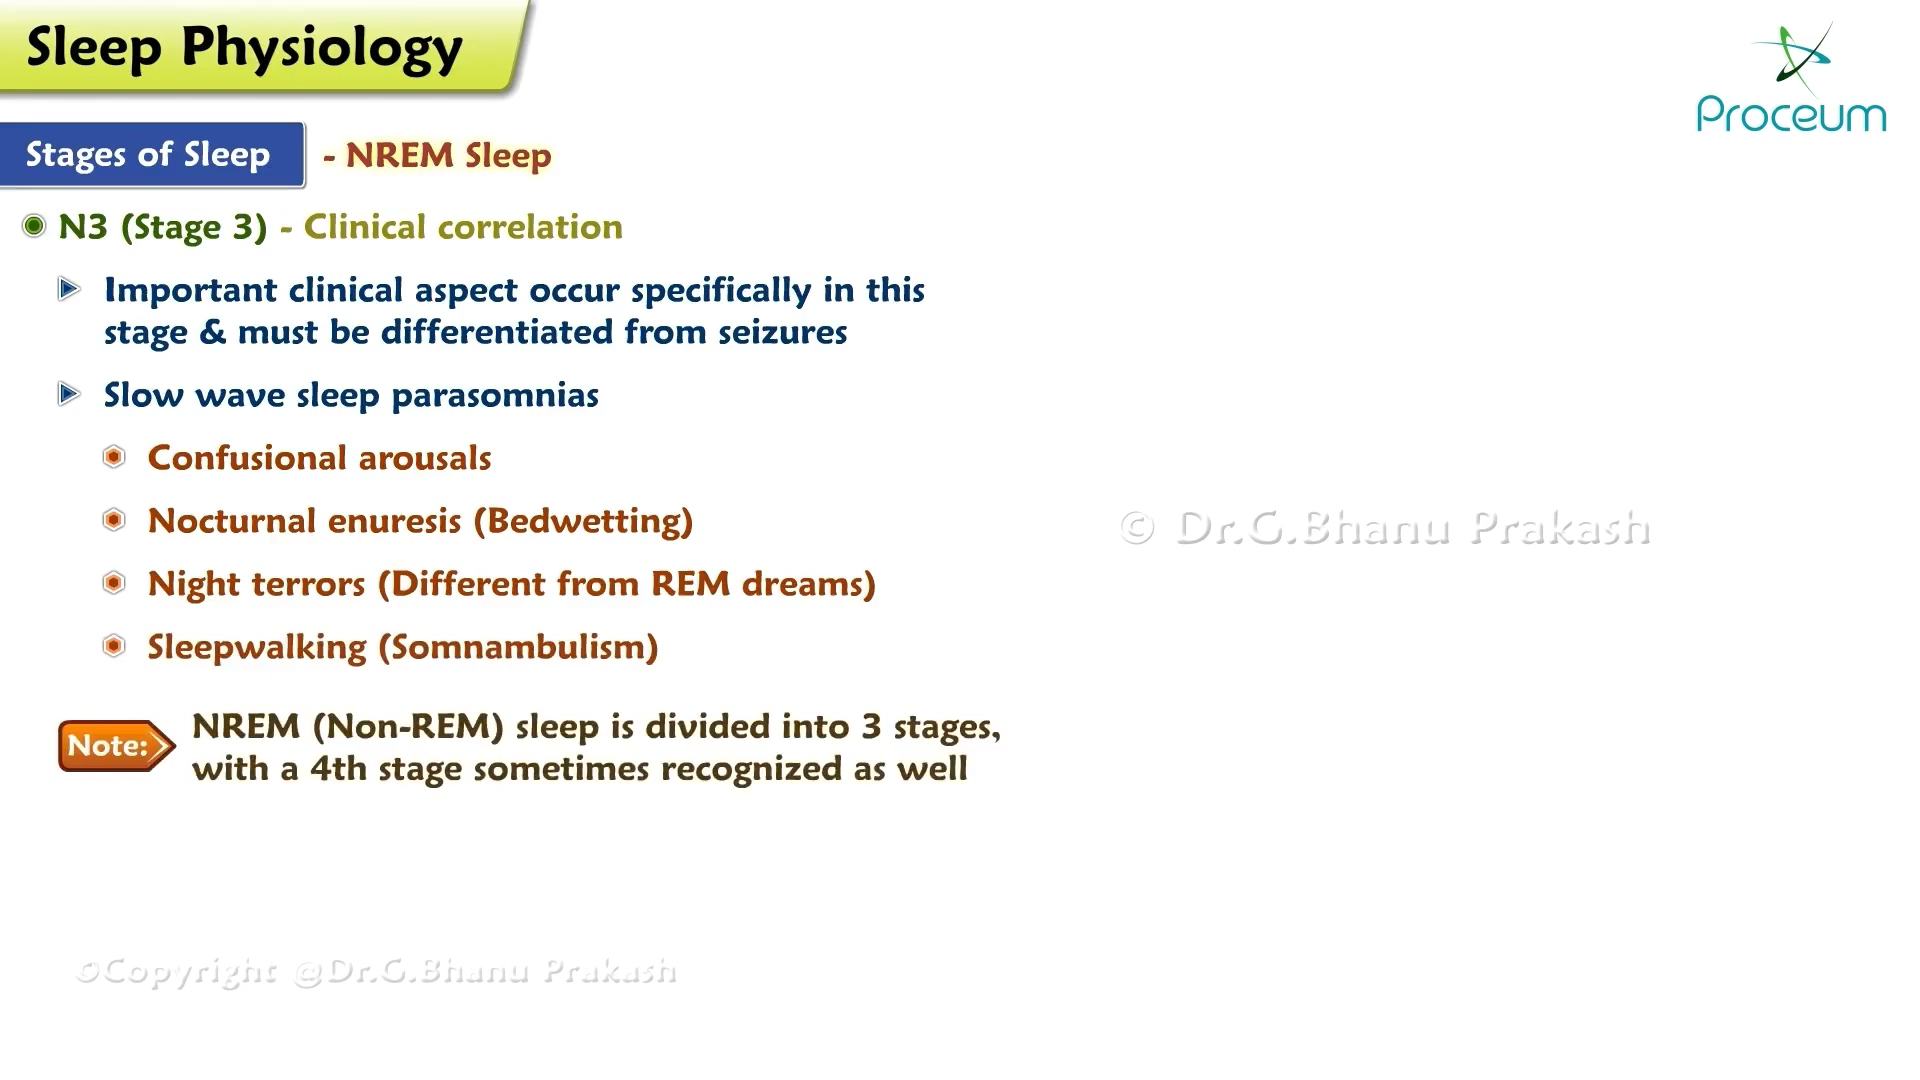 Sleep Physiology
Proceum
Stages of Sleep - NREM Sleep
N3 (Stage 3) - Clinical correlation
Important clinical aspect occur specifically in this
stage & must be differentiated from seizures
Slow wave sleep parasomnias
Confusional arousals
Nocturnal enuresis (Bedwetting)
© Dr.G.Bhanu Prakash
Night terrors (Different from REM dreams)
Sleepwalking (Somnambulism)
Note: NREM (Non-REM) sleep is divided into 3 stages,
with a 4th stage sometimes recognized as well
©Copyright @Dr.G.Bhanu Prakash